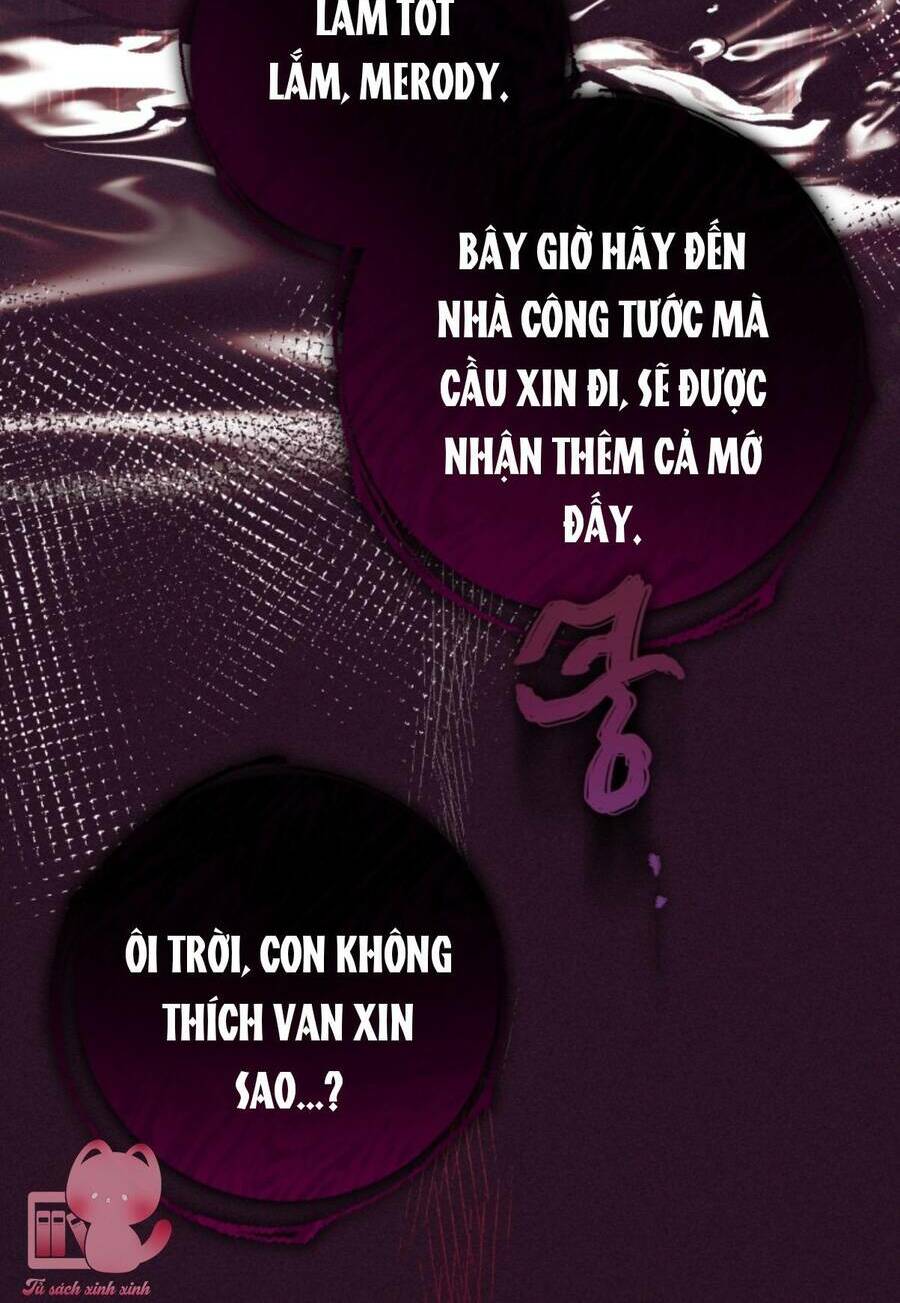 LÀM TỐT
LẮM, MERODY.
BÂY GIỜ HÃY ĐẾN
NHÀ CÔNG TƯỚC MÀ
CẦU XIN ĐI, SẼ ĐƯỢC
NHẬN THÊM CẢ MỚ
ĐẤY.
ÔI TRỜI, CON KHÔNG
THÍCH VAN XIN
SAO...?
Tủ sách xinh xinh